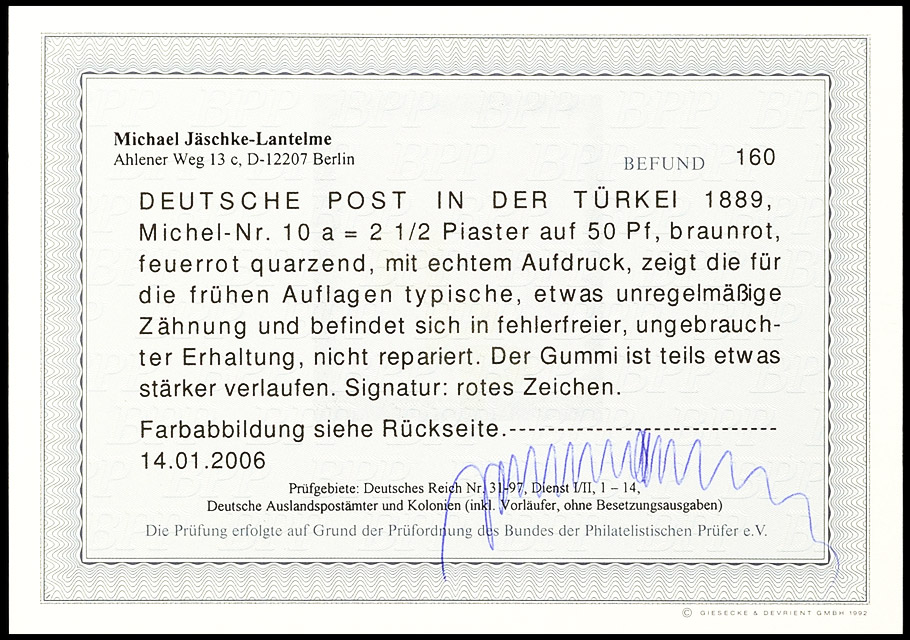 Michael Jäschke-Lantelme
Ahlener Weg 13 c, D-12207 Berlin
BEFUND 160
DEUTSCHE POST IN DER TÜRKEI 1889,
Michel-Nr. 10 a = 2 1/2 Piaster auf 50 Pf, braunrot,
feuerrot quarzend, mit echtem Aufdruck, zeigt die für
die frühen Auflagen typische, etwas unregelmäßige
Zähnung und befindet sich in fehlerfreier, ungebrauch-
ter Erhaltung, nicht repariert. Der Gummi ist teils etwas
stärker verlaufen. Signatur: rotes Zeichen.
Farbabbildung siehe Rückseite.----------------------------
14.01.2006
Prüfgebiete: Deutsches Reich Nr. 31-97, Dienst I/II, 1 – 14,
Deutsche Auslandspostämter und Kolonien (inkl. Vorläufer, ohne Besetzungsausgaben)
Die Prüfung erfolgte auf Grund der Prüfordnung des Bundes der Philatelistischen Prüfer e.V.
© GIESECKE & DEVRIENT GMBH 1992